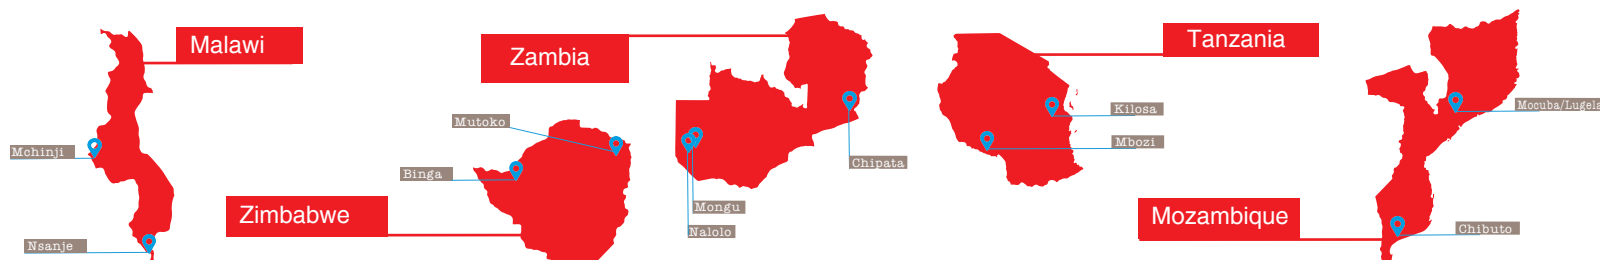 Malawi
Mchinji
Nsanje
Zimbabwe
Mutoko
Binga
Zambia
Chipata
Mongu
Nalolo
Tanzania
Kilosa
Mbozi
Mozambique
Mocuba/Lugela
Chibuto